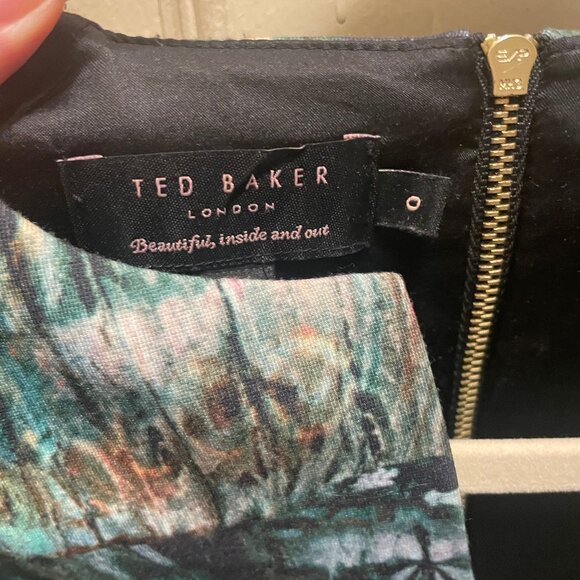 TED BAKER
LONDON
Beautiful, inside and out
0